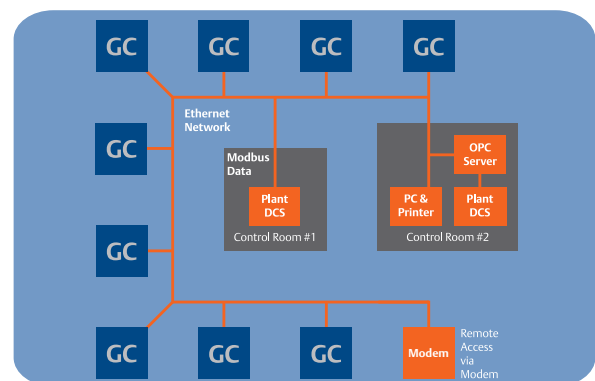 GC
GC
GC
GC
Ethernet
Network
GC
Modbus
Data
OPC
Server
Plant
DCS
PC &
Printer
Plant
DCS
Control Room #1
Control Room #2
GC
GC
GC
GC
Modem
Remote
Access
via
Modem